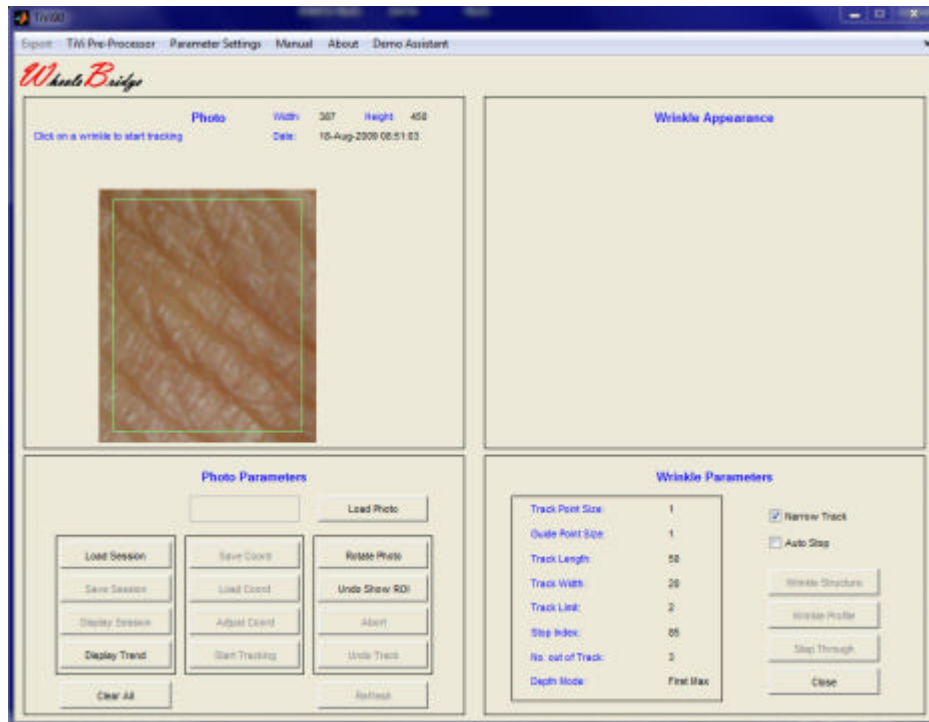 Export TiVi Pre-Processor Parameter Settings Manual About Demo Assistant
WheelsBridge
Photo Width: 387 Height: 458
Click on a wrinkle to start tracking Date: 18-Aug-2009 08:51:03
Wrinkle Appearance
Photo Parameters
Load Photo
Load Session Save Coord Rotate Photo
Save Session Load Coord Undo Show ROI
Display Session Adjust Coord Abort
Display Trend Start Tracking Undo Track
Clear All Refresh
Wrinkle Parameters
Track Point Size: 1 Narrow Track
Guide Point Size: 1 Auto Stop
Track Length: 50
Track Width: 20 Wrinkle Structure
Track Limit: 2 Wrinkle Profile
Stop Index: 85 Step Through
No. out of Track: 3
Depth Mode: First Max Close